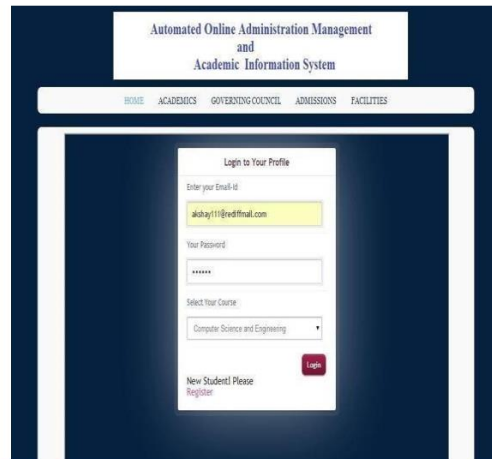 Automated Online Administration Management
and
Academic Information System
HOME ACADEMICS GOVERNING COUNCIL ADMISSIONS FACILITIES
Login to Your Profile
Enter your Email-Id
akshay111@rediffmail.com
Your Password
••••••
Select Your Course
Computer Science and Engineering
Login
New Student! Please
Register